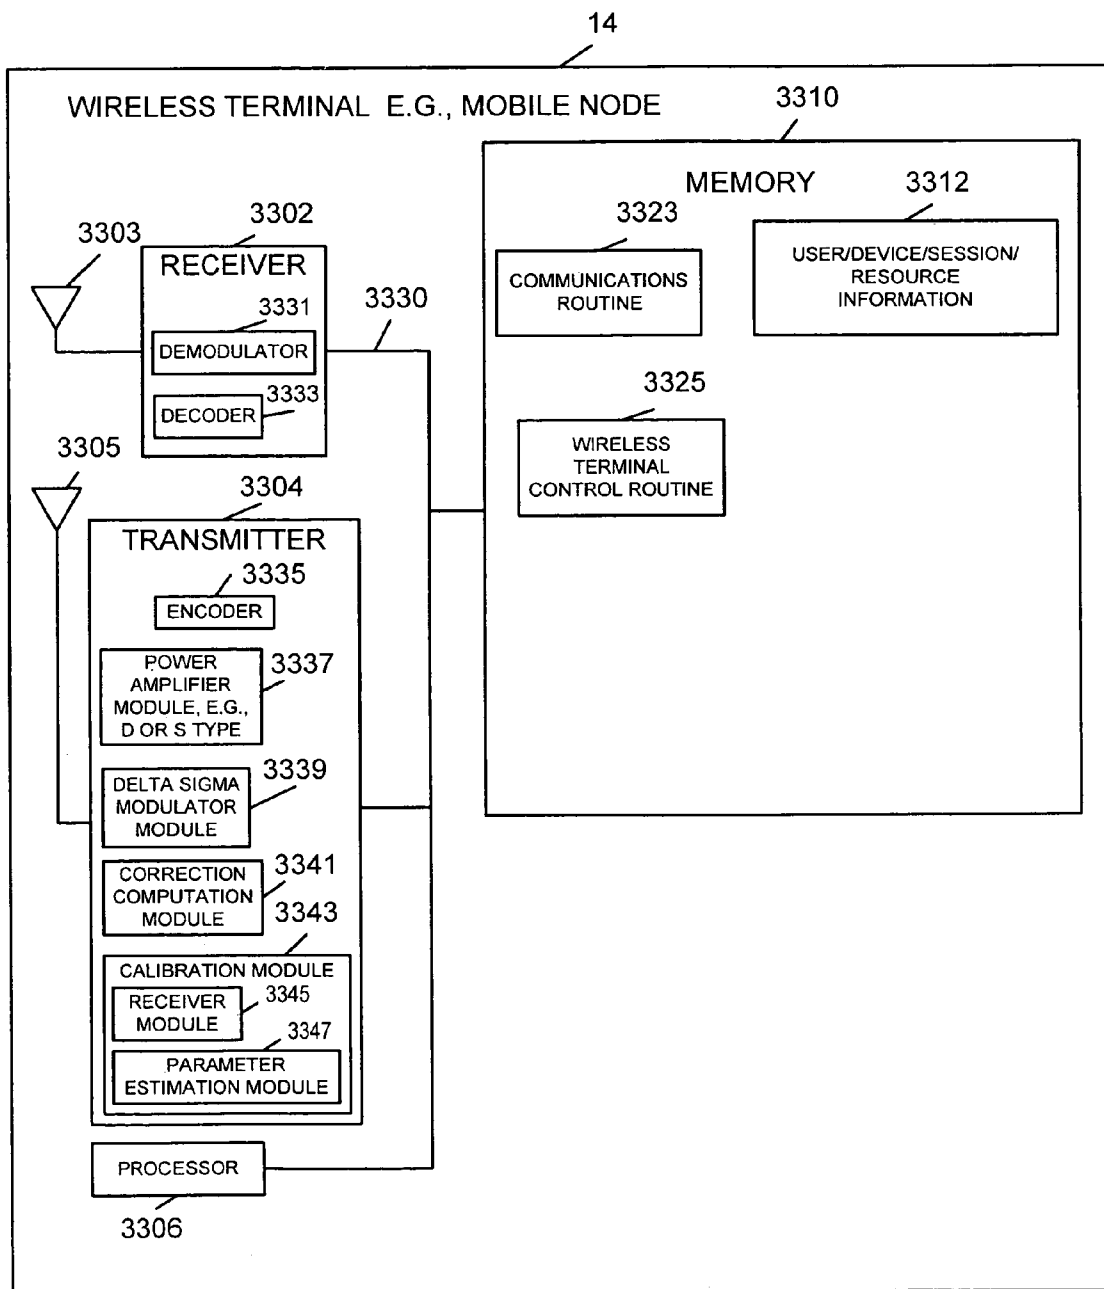 14
WIRELESS TERMINAL E.G., MOBILE NODE
3310
MEMORY
3312
USER/DEVICE/SESSION/
RESOURCE
INFORMATION
3323
COMMUNICATIONS
ROUTINE
3325
WIRELESS
TERMINAL
CONTROL ROUTINE
3303
3302
RECEIVER
3331
DEMODULATOR
3333
DECODER
3330
3305
3304
TRANSMITTER
3335
ENCODER
POWER
AMPLIFIER
MODULE, E.G.,
D OR S TYPE
3337
DELTA SIGMA
MODULATOR
MODULE
3339
CORRECTION
COMPUTATION
MODULE
3341
3343
CALIBRATION MODULE
RECEIVER
MODULE
3345
3347
PARAMETER
ESTIMATION MODULE
PROCESSOR
3306